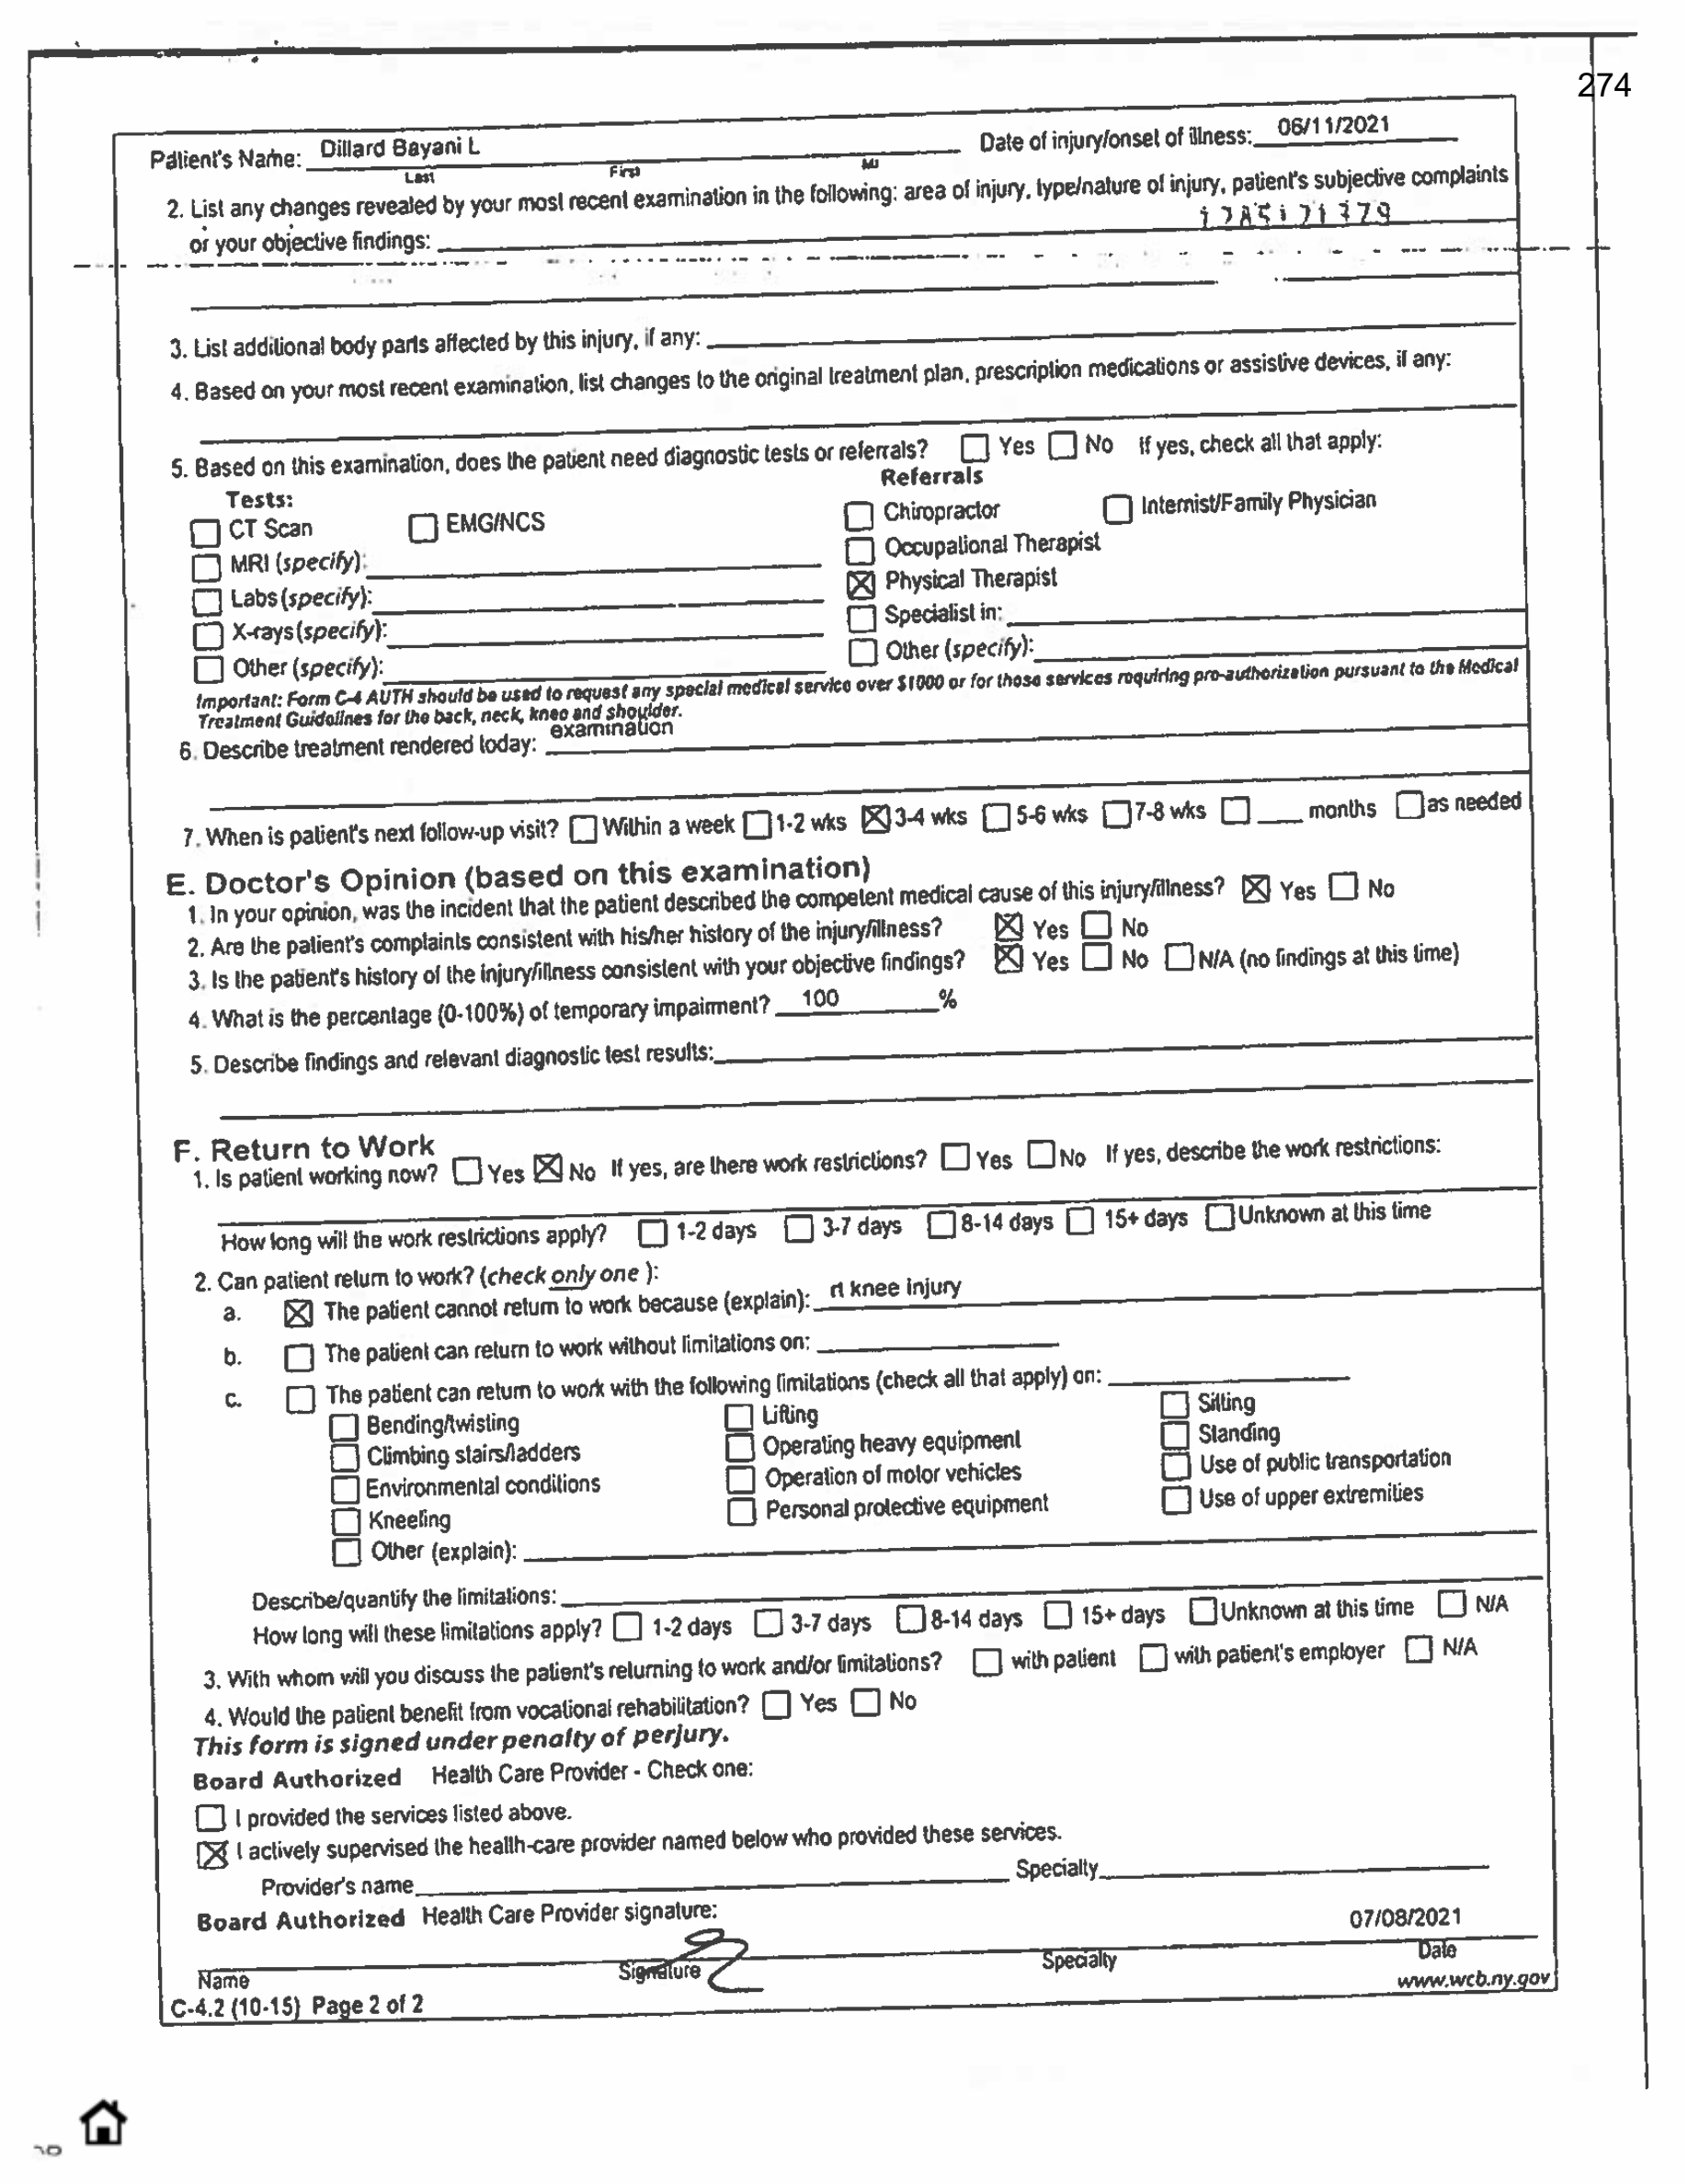 274
Patient's Name: Dillard Bayani L Date of injury/onset of illness: 06/11/2021
Last First MI
2. List any changes revealed by your most recent examination in the following: area of injury, type/nature of injury, patient's subjective complaints
or your objective findings:
3. List additional body parts affected by this injury, if any:
4. Based on your most recent examination, list changes to the original treatment plan, prescription medications or assistive devices, if any:
5. Based on this examination, does the patient need diagnostic tests or referrals? ☐ Yes ☐ No If yes, check all that apply:
Tests: Referrals
☐ CT Scan ☐ EMG/NCS ☐ Chiropractor ☐ Internist/Family Physician
☐ MRI (specify): ☐ Occupational Therapist
☐ Labs (specify): ☒ Physical Therapist
☐ X-rays (specify): ☐ Specialist in:
☐ Other (specify): ☐ Other (specify):
Important: Form C-4 AUTH should be used to request any special medical service over $1000 or for those services requiring pre-authorization pursuant to the Medical
Treatment Guidelines for the back, neck, knee and shoulder.
6. Describe treatment rendered today: examination
7. When is patient's next follow-up visit? ☐ Within a week ☐ 1-2 wks ☒ 3-4 wks ☐ 5-6 wks ☐ 7-8 wks ☐ ___ months ☐ as needed
E. Doctor's Opinion (based on this examination)
1. In your opinion, was the incident that the patient described the competent medical cause of this injury/illness? ☒ Yes ☐ No
2. Are the patient's complaints consistent with his/her history of the injury/illness? ☒ Yes ☐ No
3. Is the patient's history of the injury/illness consistent with your objective findings? ☒ Yes ☐ No ☐ N/A (no findings at this time)
4. What is the percentage (0-100%) of temporary impairment? 100 %
5. Describe findings and relevant diagnostic test results:
F. Return to Work
1. Is patient working now? ☐ Yes ☒ No If yes, are there work restrictions? ☐ Yes ☐ No If yes, describe the work restrictions:
How long will the work restrictions apply? ☐ 1-2 days ☐ 3-7 days ☐ 8-14 days ☐ 15+ days ☐ Unknown at this time
2. Can patient return to work? (check only one ):
a. ☒ The patient cannot return to work because (explain): rt knee injury
b. ☐ The patient can return to work without limitations on:
c. ☐ The patient can return to work with the following limitations (check all that apply) on:
☐ Bending/twisting ☐ Lifting ☐ Sitting
☐ Climbing stairs/ladders ☐ Operating heavy equipment ☐ Standing
☐ Environmental conditions ☐ Operation of motor vehicles ☐ Use of public transportation
☐ Kneeling ☐ Personal protective equipment ☐ Use of upper extremities
☐ Other (explain):
Describe/quantify the limitations:
How long will these limitations apply? ☐ 1-2 days ☐ 3-7 days ☐ 8-14 days ☐ 15+ days ☐ Unknown at this time ☐ N/A
3. With whom will you discuss the patient's returning to work and/or limitations? ☐ with patient ☐ with patient's employer ☐ N/A
4. Would the patient benefit from vocational rehabilitation? ☐ Yes ☐ No
This form is signed under penalty of perjury.
Board Authorized Health Care Provider - Check one:
☐ I provided the services listed above.
☒ I actively supervised the health-care provider named below who provided these services.
Provider's name Specialty
Board Authorized Health Care Provider signature:
07/08/2021
Name Signature Specialty Date
C-4.2 (10-15) Page 2 of 2 www.wcb.ny.gov